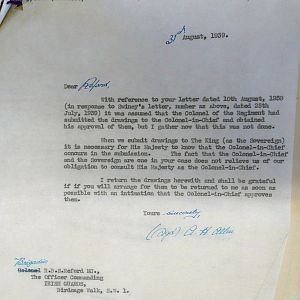 31st August, 1939.
Dear Reford,
With reference to your letter dated 10th August, 1939
(in response to Swiney's letter, number as above, dated 25th
July, 1939) it was assumed that the Colonel of the Regiment had
submitted the drawings to the Colonel-in-Chief and obtained
his approval of them, but I gather now that this was not done.
When we submit drawings to The King (as the Sovereign)
it is necessary for His Majesty to know that the Colonel-in-Chief
concurs in the submission. The fact that the Colonel-in-Chief
and the Sovereign are one in your case does not relieve us of our
obligation to consult His Majesty as the Colonel-in-Chief.
I return the drawings herewith and shall be grateful
if if you will arrange for them to be returned to me as soon as
possible with an intimation that the Colonel-in-Chief approves
of them.
Yours sincerely,
(Sgd)
Brigadier
Colonel R.B.S.Reford MC.,
The Officer Commanding
IRISH GUARDS,
Birdcage Walk, S.W. 1.